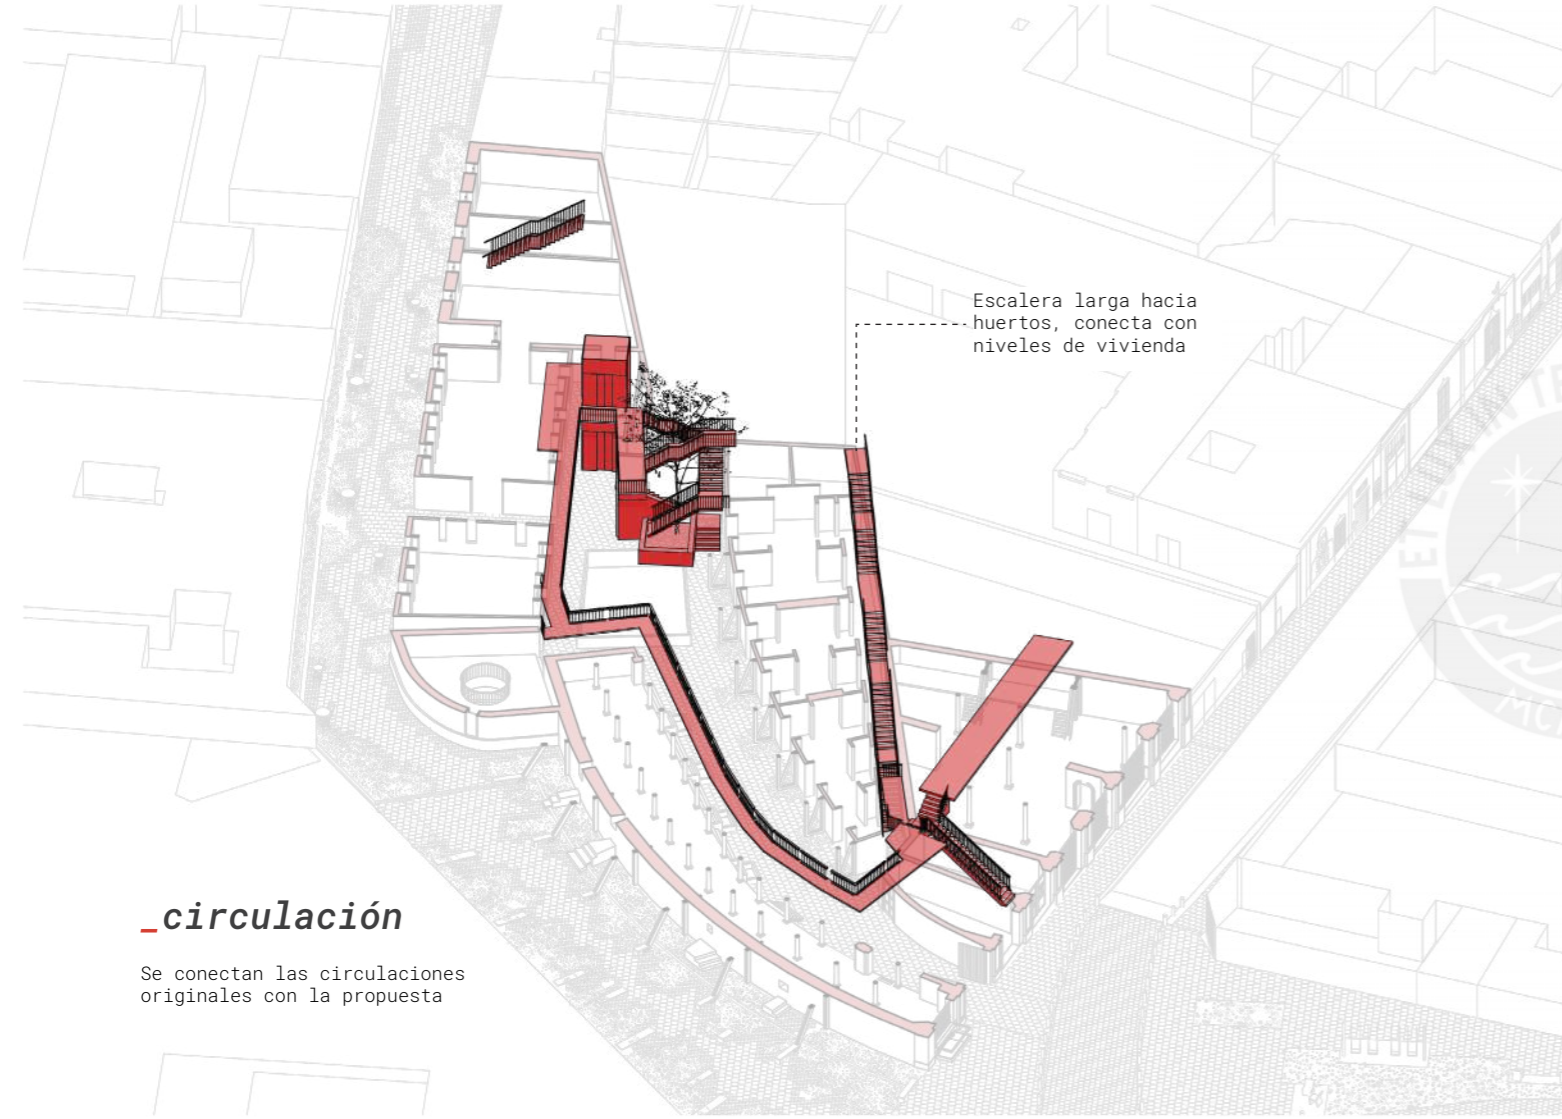 Escalera larga hacia
huertos, conecta con
niveles de vivienda
_circulación
Se conectan las circulaciones
originales con la propuesta